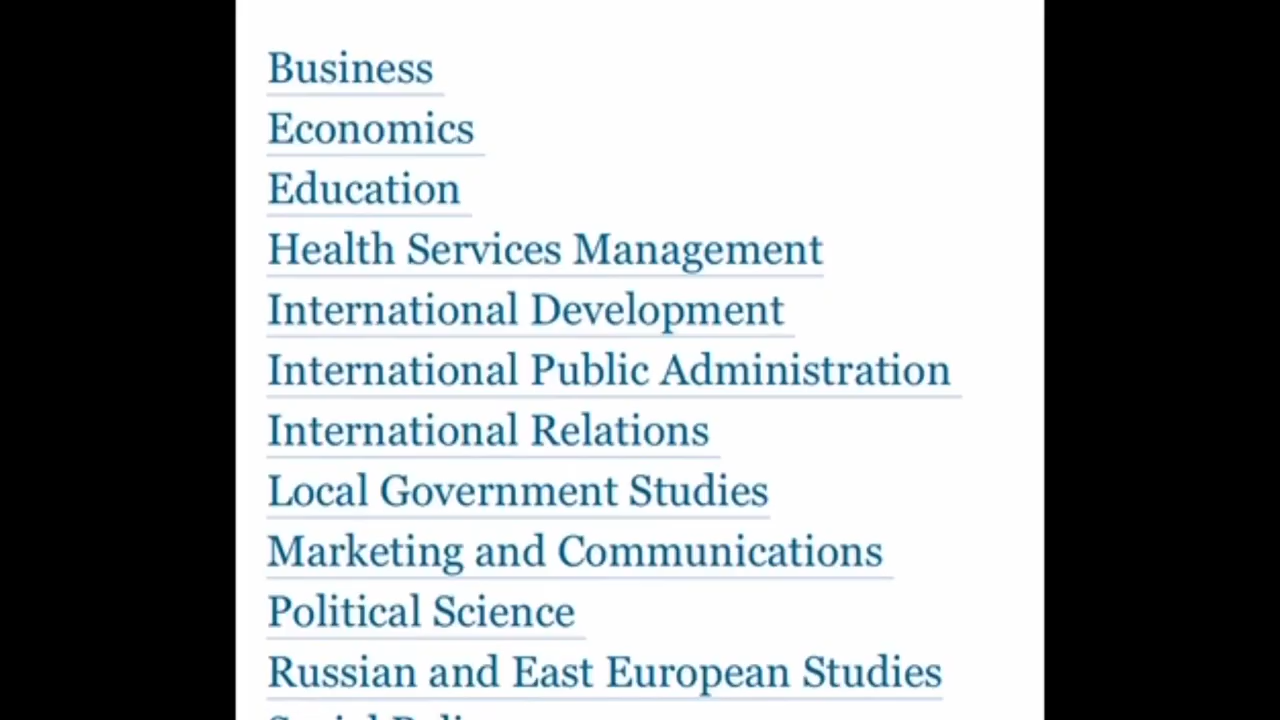 Business
Economics
Education
Health Services Management
International Development
International Public Administration
International Relations
Local Government Studies
Marketing and Communications
Political Science
Russian and East European Studies